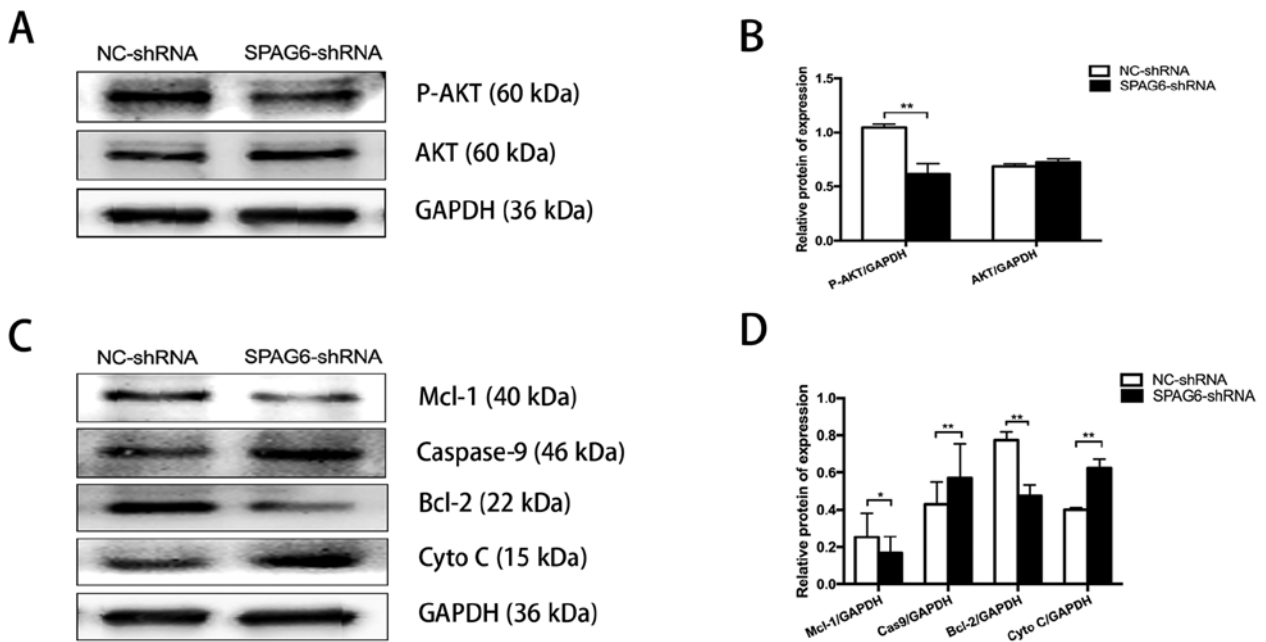 A
NC-shRNA SPAG6-shRNA
P-AKT (60 kDa)
AKT (60 kDa)
GAPDH (36 kDa)
B
NC-shRNA
SPAG6-shRNA
Relative protein of expression
1.5
1.0
0.5
0.0
**
P-AKT/GAPDH
AKT/GAPDH
C
NC-shRNA SPAG6-shRNA
Mcl-1 (40 kDa)
Caspase-9 (46 kDa)
Bcl-2 (22 kDa)
Cyto C (15 kDa)
GAPDH (36 kDa)
D
NC-shRNA
SPAG6-shRNA
Relative protein of expression
1.0
0.8
0.6
0.4
0.2
0.0
*
**
**
**
Mcl-1/GAPDH
Cas9/GAPDH
Bcl-2/GAPDH
Cyto C/GAPDH